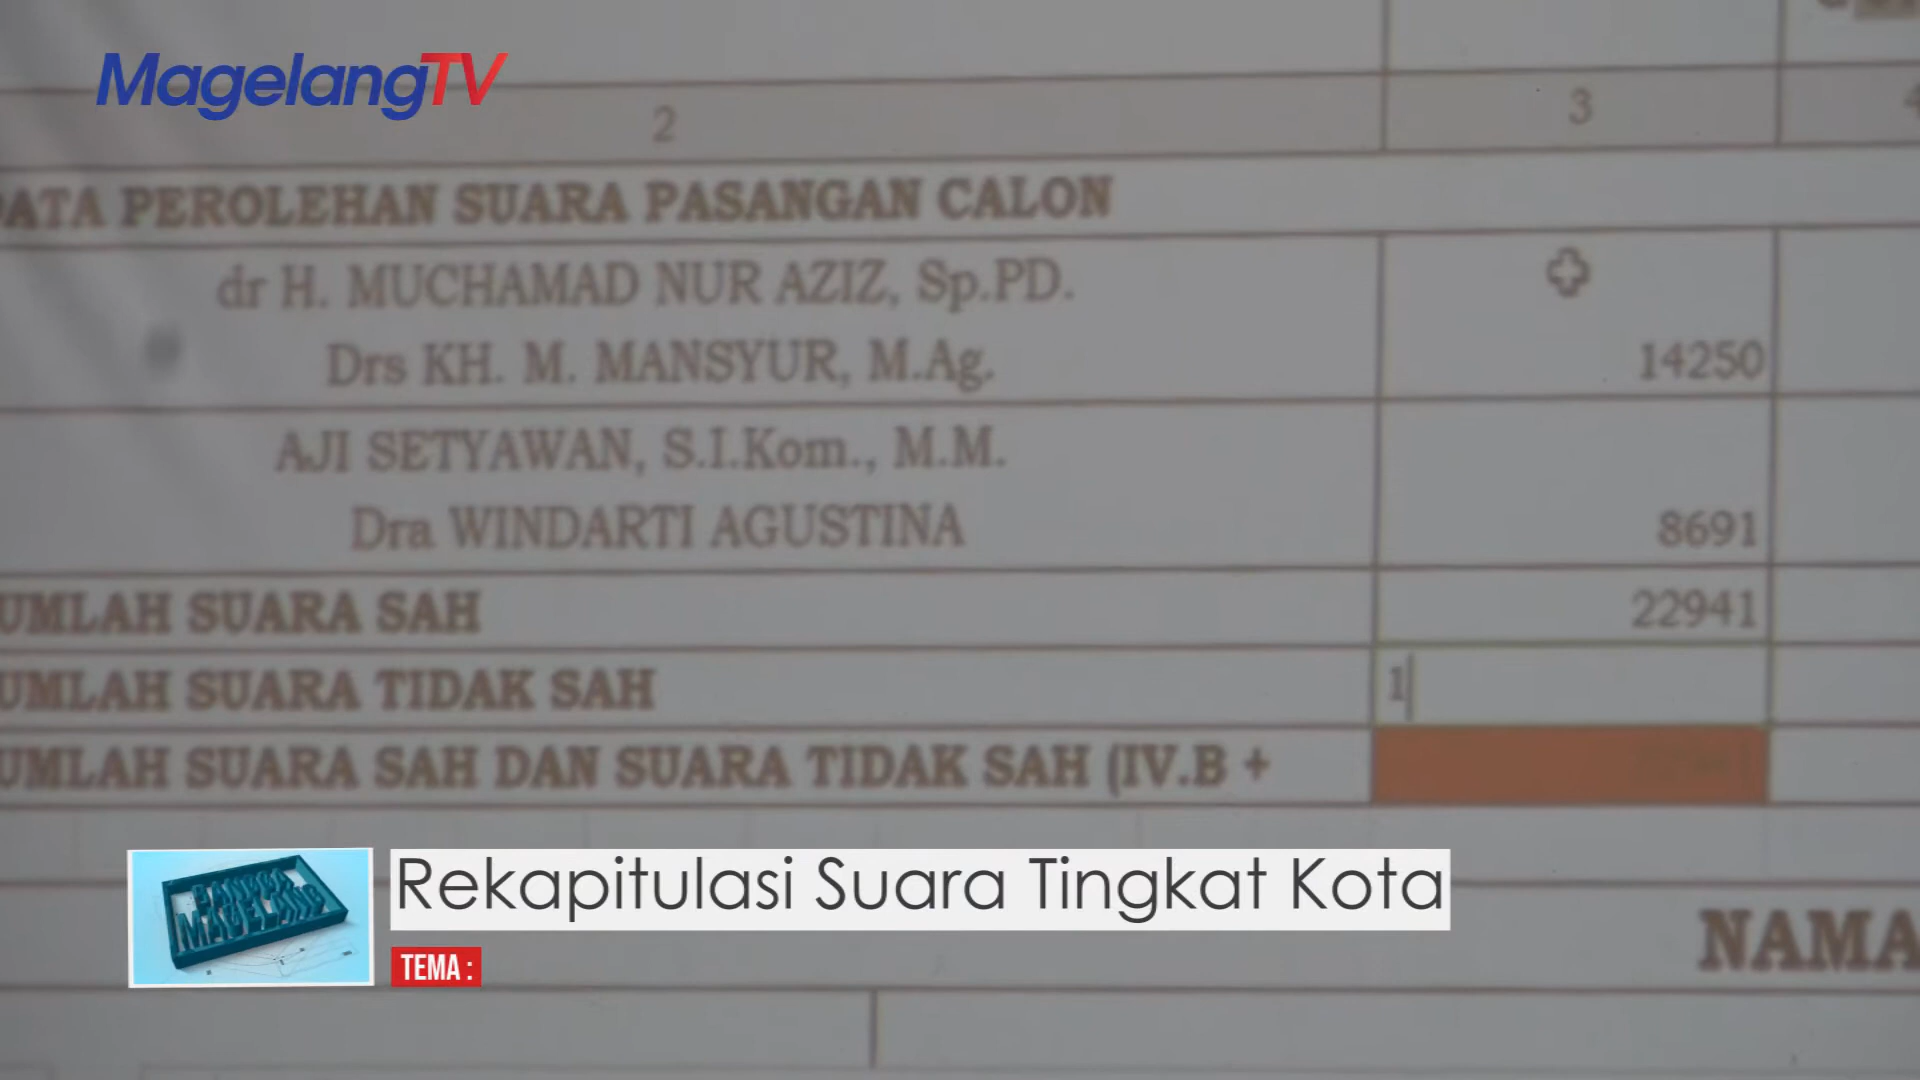 MagelangTV
2 3
DATA PEROLEHAN SUARA PASANGAN CALON
dr H. MUCHAMAD NUR AZIZ, Sp.PD.
Drs KH. M. MANSYUR, M.Ag. 14250
AJI SETYAWAN, S.I.Kom., M.M.
Dra WINDARTI AGUSTINA 8691
UMLAH SUARA SAH 22941
UMLAH SUARA TIDAK SAH 1
UMLAH SUARA SAH DAN SUARA TIDAK SAH (IV.B +
BANGGA
MAGELANG
Rekapitulasi Suara Tingkat Kota
NAMA
TEMA :